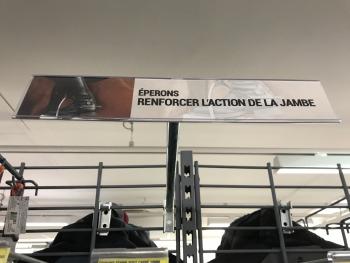 ÉPERONS
RENFORCER L'ACTION DE LA JAMBE